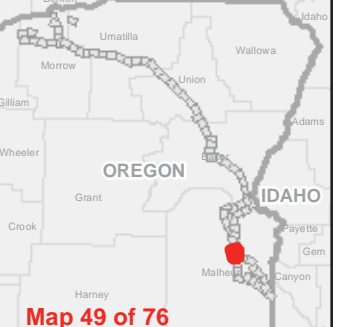 Idaho
Umatilla
Wallowa
Morrow
Union
Gilliam
Adams
Wheeler
Baker
OREGON
IDAHO
Grant
Crook
Payette
Gem
Malheur
Canyon
Harney
Map 49 of 76